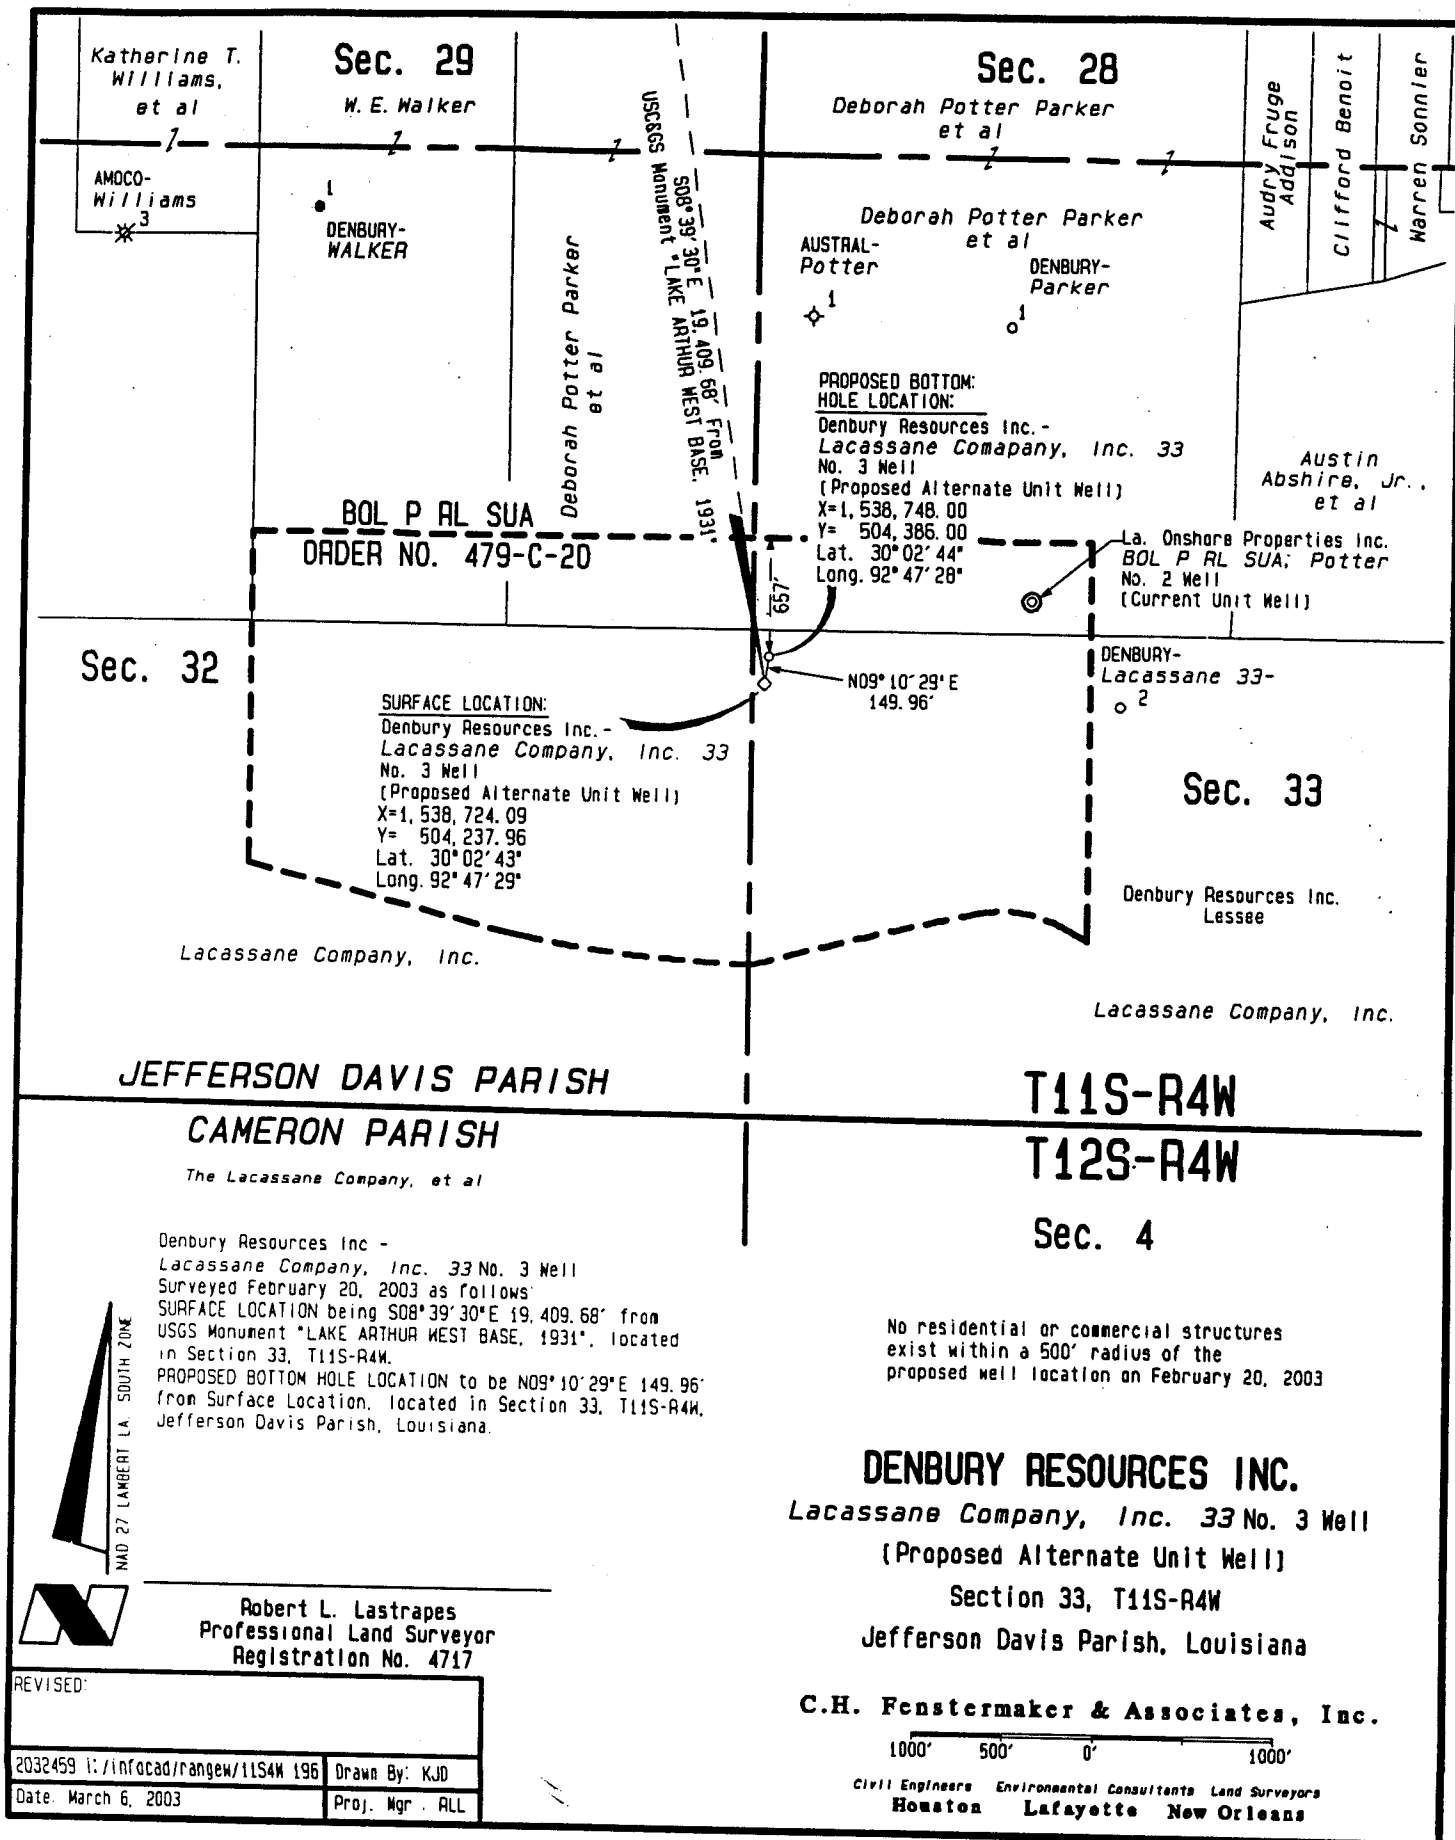 Katherine T.
Williams,
et al
Sec. 29
W. E. Walker
Sec. 28
Deborah Potter Parker
et al
Audry Fruge
Addison
Clifford Benoit
Warren Sonnier
AMOCO-
Williams
3
1
DENBURY-
WALKER
Deborah Potter Parker
et al
USC&GS Monument "LAKE ARTHUR WEST BASE, 1931"
S08°39'30"E 19,409.68' From
Deborah Potter Parker
et al
AUSTRAL-
Potter
1
DENBURY-
Parker
1
PROPOSED BOTTOM:
HOLE LOCATION:
Denbury Resources Inc.-
Lacassane Comapany, Inc. 33
No. 3 Well
(Proposed Alternate Unit Well)
X=1,538,748.00
Y= 504,386.00
Lat. 30°02'44"
Long. 92°47'28"
Austin
Abshire, Jr.,
et al
BOL P RL SUA
ORDER NO. 479-C-20
657'
La. Onshore Properties Inc.
BOL P RL SUA; Potter
No. 2 Well
(Current Unit Well)
Sec. 32
N09°10'29"E
149.96'
DENBURY-
Lacassane 33-
2
SURFACE LOCATION:
Denbury Resources Inc.-
Lacassane Company, Inc. 33
No. 3 Well
(Proposed Alternate Unit Well)
X=1,538,724.09
Y= 504,237.96
Lat. 30°02'43"
Long. 92°47'29"
Sec. 33
Denbury Resources Inc.
Lessee
Lacassane Company, Inc.
Lacassane Company, Inc.
JEFFERSON DAVIS PARISH
T11S-R4W
CAMERON PARISH
T12S-R4W
The Lacassane Company, et al
Sec. 4
Denbury Resources Inc -
Lacassane Company, Inc. 33 No. 3 Well
Surveyed February 20, 2003 as follows
SURFACE LOCATION being S08°39'30"E 19,409.68' from
USGS Monument "LAKE ARTHUR WEST BASE, 1931", located
in Section 33, T11S-R4W.
PROPOSED BOTTOM HOLE LOCATION to be N09°10'29"E 149.96'
from Surface Location, located in Section 33, T11S-R4W,
Jefferson Davis Parish, Louisiana.
NAD 27 LAMBERT LA. SOUTH ZONE
No residential or commercial structures
exist within a 500' radius of the
proposed well location on February 20, 2003
DENBURY RESOURCES INC.
Lacassane Company, Inc. 33 No. 3 Well
(Proposed Alternate Unit Well)
Section 33, T11S-R4W
Jefferson Davis Parish, Louisiana
Robert L. Lastrapes
Professional Land Surveyor
Registration No. 4717
REVISED:
2032459 i:/infocad/rangew/11S4W 196
Drawn By: KJD
Date: March 6, 2003
Proj. Mgr.: RLL
C.H. Fenstermaker & Associates, Inc.
1000' 500' 0' 1000'
Civil Engineers Environmental Consultants Land Surveyors
Houston Lafayette New Orleans